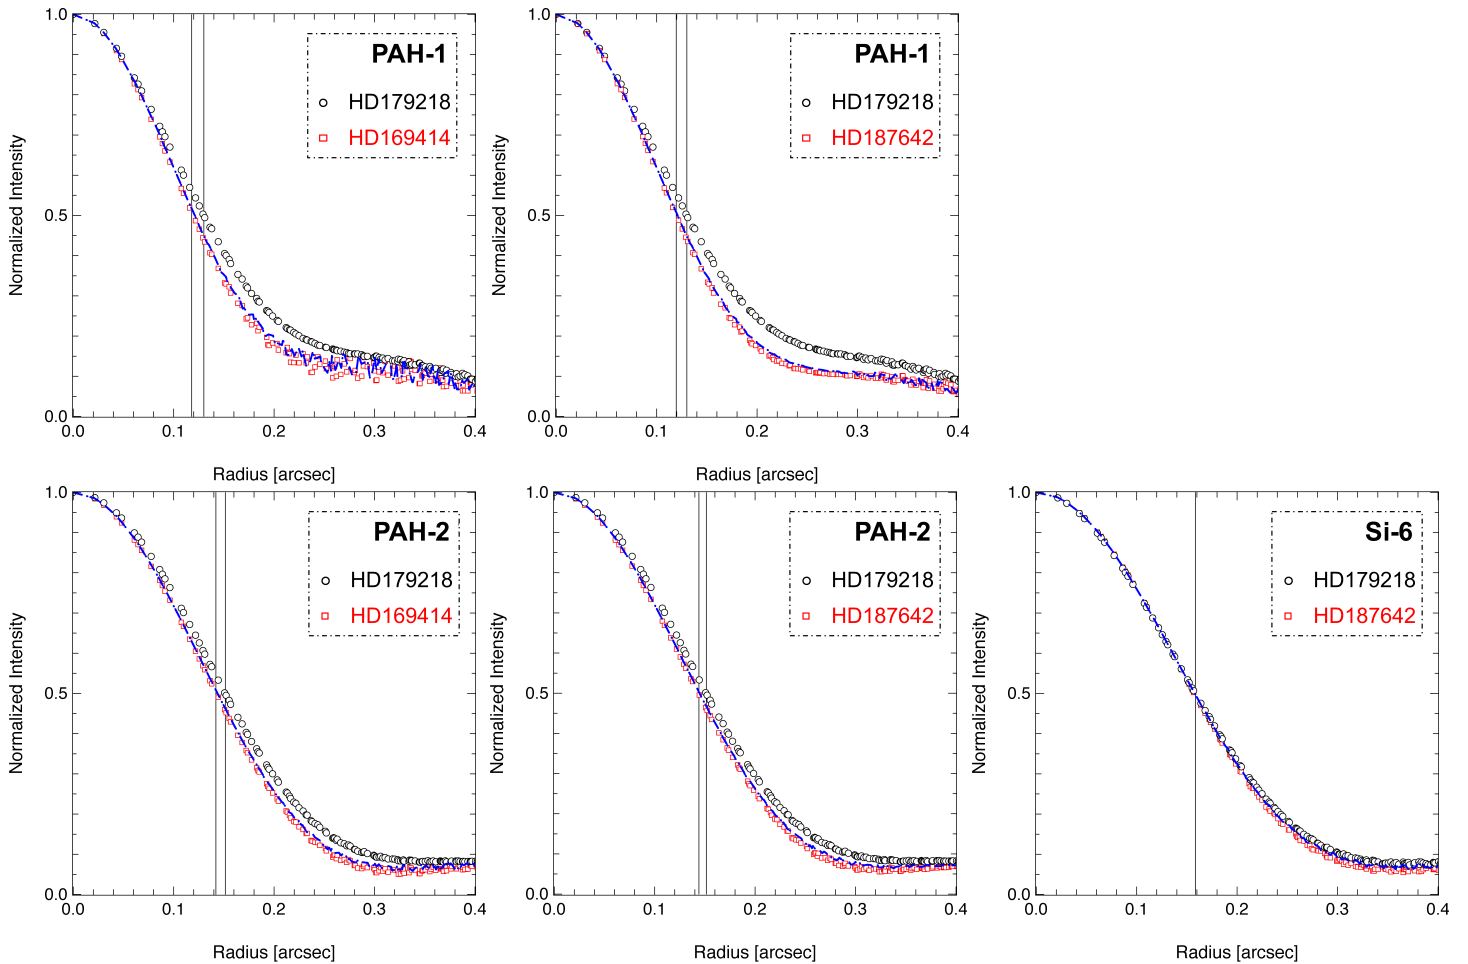 1.0
0.5
0.0
Normalized Intensity
PAH-1
HD179218
HD169414
0.0 0.1 0.2 0.3 0.4
Radius [arcsec]
1.0
0.5
0.0
Normalized Intensity
PAH-1
HD179218
HD187642
0.0 0.1 0.2 0.3 0.4
Radius [arcsec]
1.0
0.5
0.0
Normalized Intensity
PAH-2
HD179218
HD169414
0.0 0.1 0.2 0.3 0.4
Radius [arcsec]
1.0
0.5
0.0
Normalized Intensity
PAH-2
HD179218
HD187642
0.0 0.1 0.2 0.3 0.4
Radius [arcsec]
1.0
0.5
0.0
Normalized Intensity
Si-6
HD179218
HD187642
0.0 0.1 0.2 0.3 0.4
Radius [arcsec]